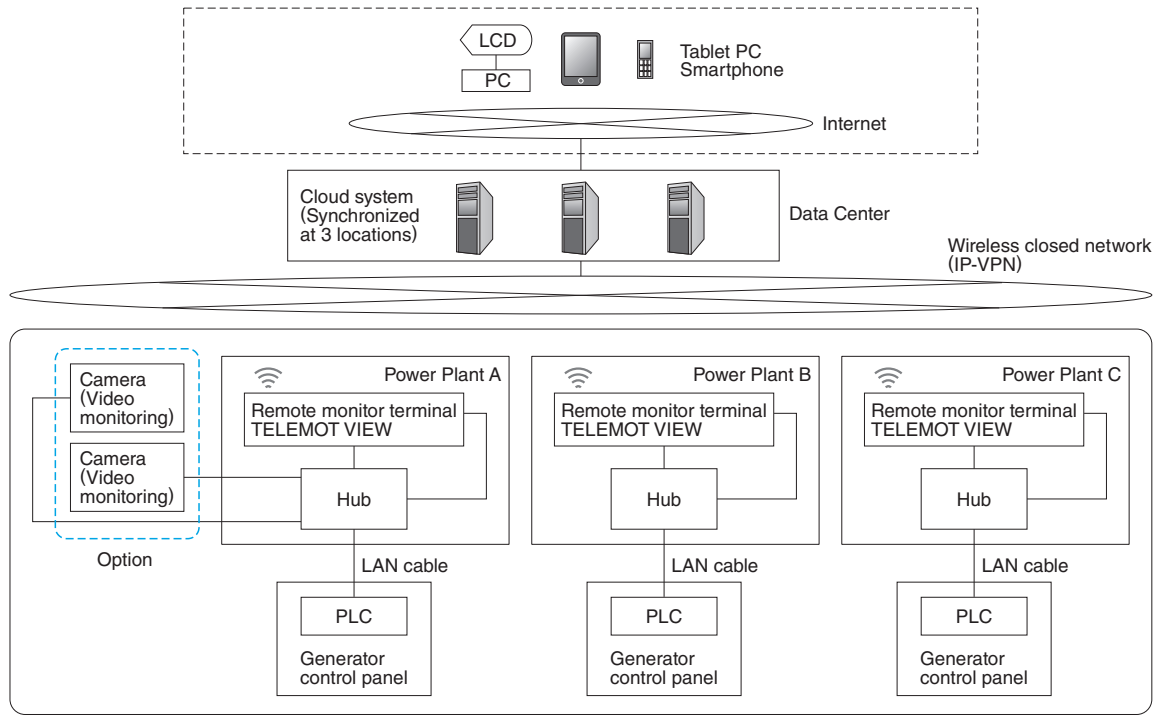 LCD
PC
Tablet PC
Smartphone
Internet
Cloud system
(Synchronized
at 3 locations)
Data Center
Wireless closed network
(IP-VPN)
Camera
(Video
monitoring)
Camera
(Video
monitoring)
Option
Power Plant A
Remote monitor terminal
TELEMOT VIEW
Hub
LAN cable
PLC
Generator
control panel
Power Plant B
Remote monitor terminal
TELEMOT VIEW
Hub
LAN cable
PLC
Generator
control panel
Power Plant C
Remote monitor terminal
TELEMOT VIEW
Hub
LAN cable
PLC
Generator
control panel